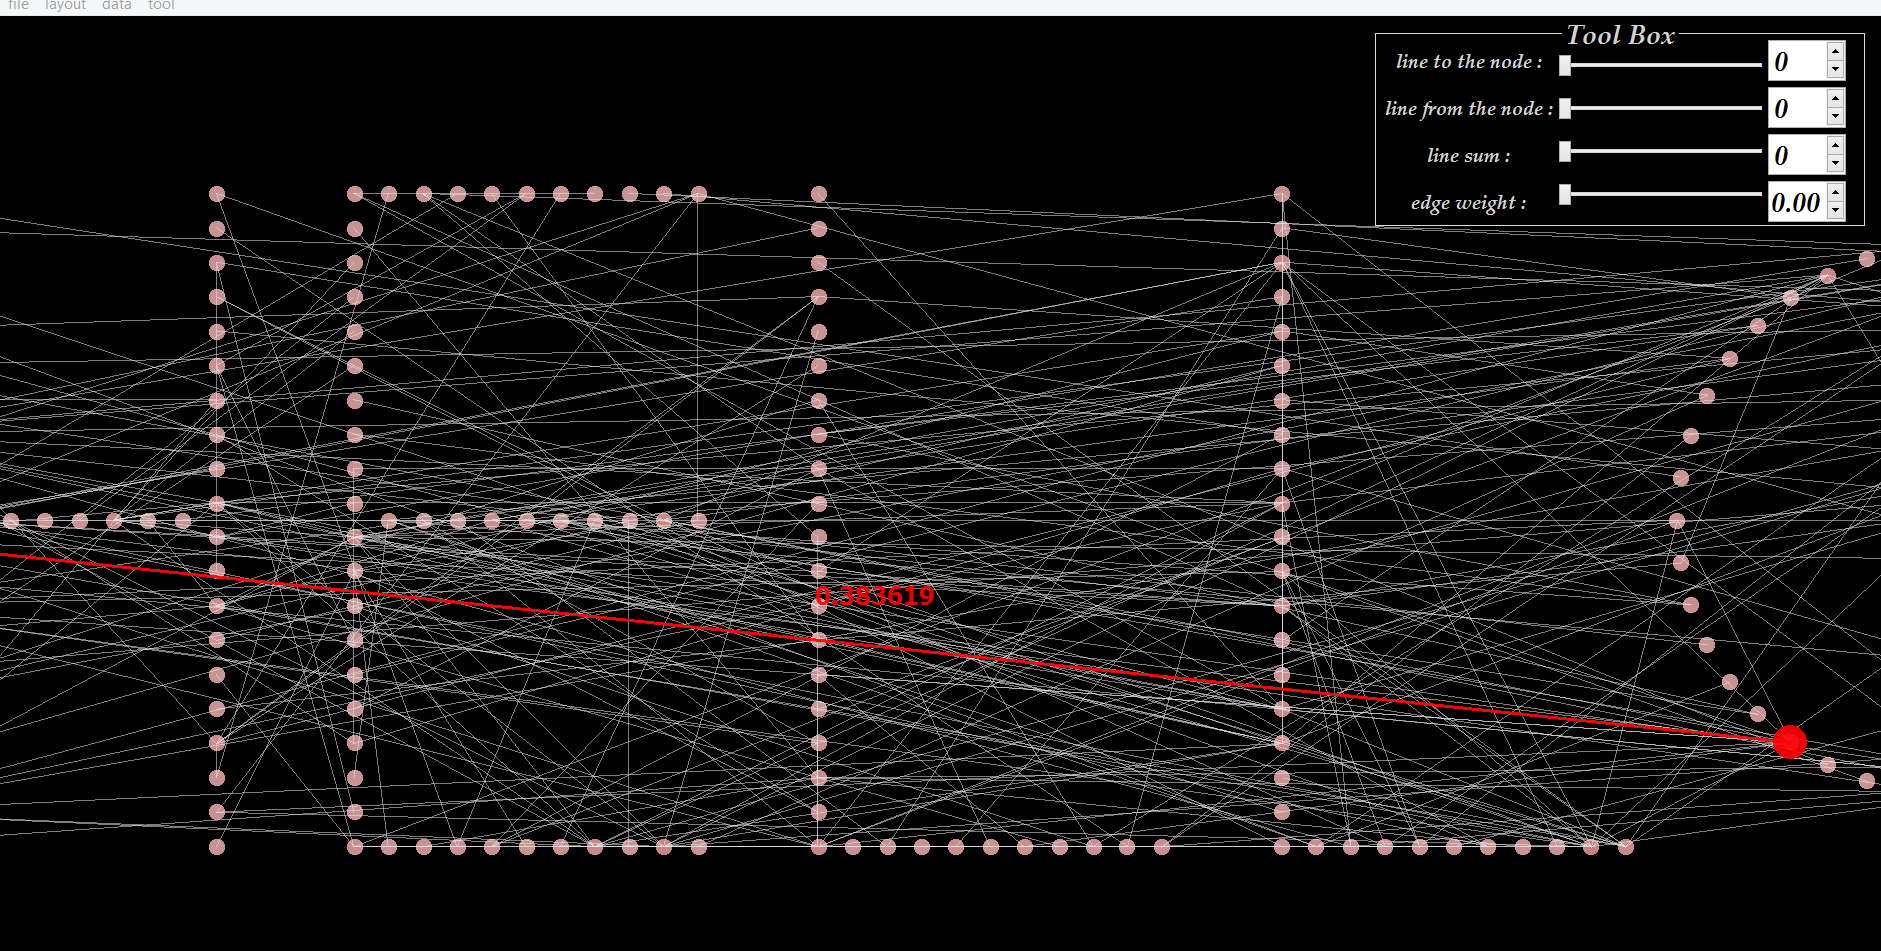 file layout data tool
Tool Box
line to the node : 0
line from the node : 0
line sum : 0
edge weight : 0.00
0.383619